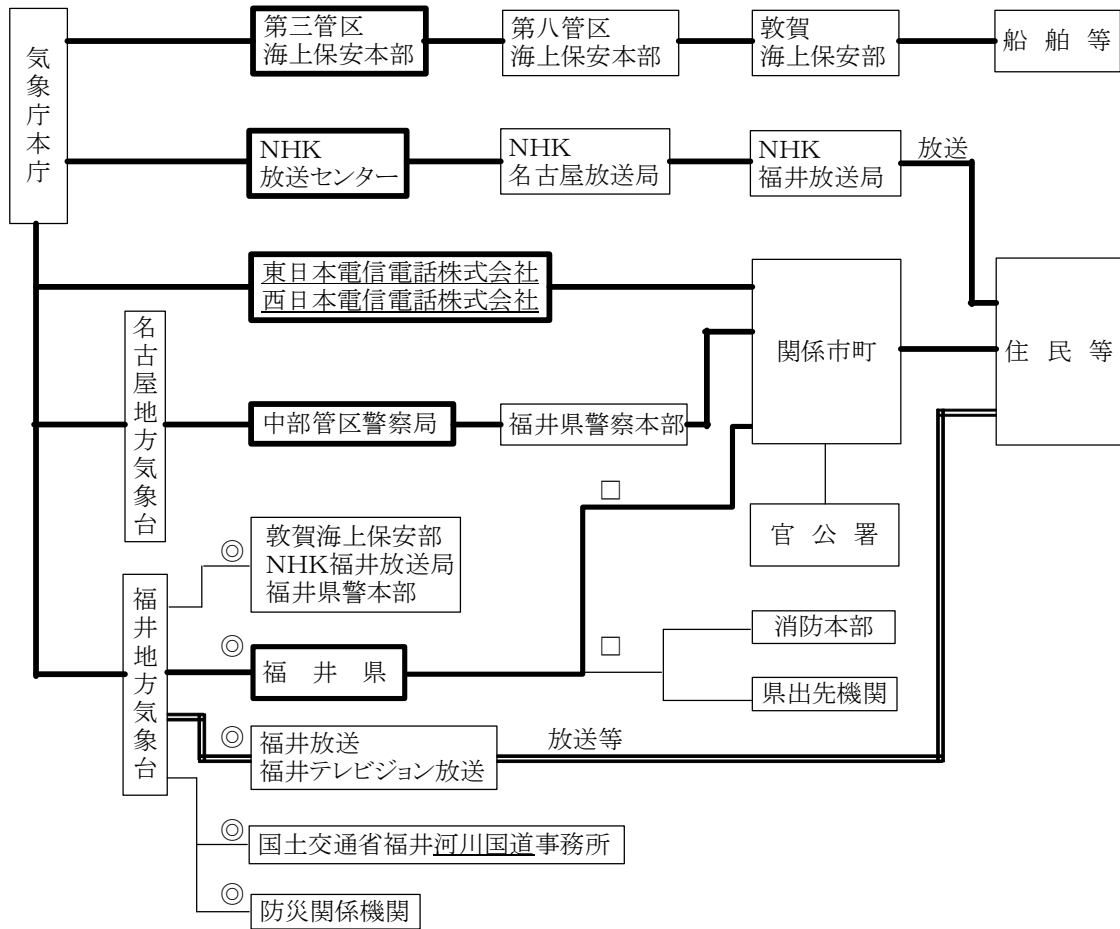 気象庁本庁
第三管区
海上保安本部
第八管区
海上保安本部
敦賀
海上保安部
船舶等
NHK
放送センター
NHK
名古屋放送局
NHK
福井放送局
放送
東日本電信電話株式会社
西日本電信電話株式会社
関係市町
住民等
名古屋地方気象台
中部管区警察局
福井県警察本部
官公署
□
◎
敦賀海上保安部
NHK福井放送局
福井県警本部
福井地方気象台
◎
福井県
□
消防本部
県出先機関
◎
福井放送
福井テレビジョン放送
放送等
◎
国土交通省福井河川国道事務所
◎
防災関係機関